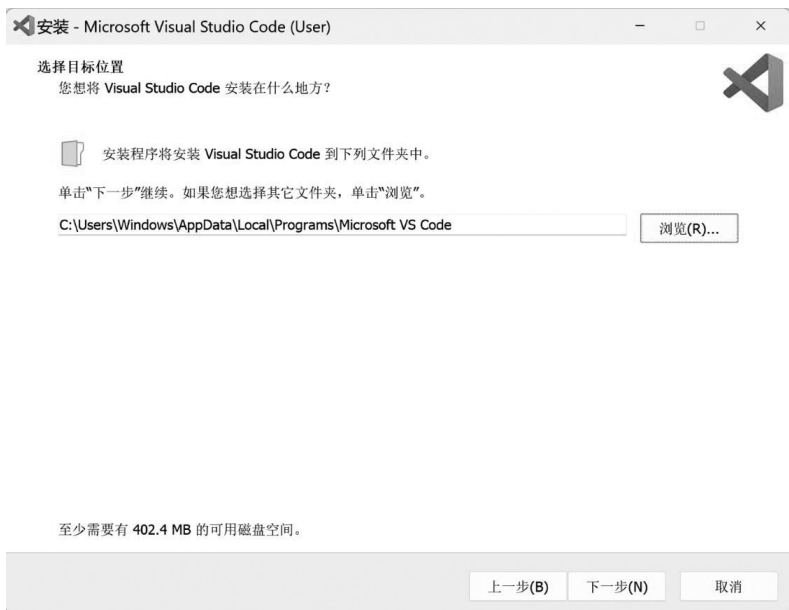 安装 - Microsoft Visual Studio Code (User)
选择目标位置
您想将 Visual Studio Code 安装在什么地方？
安装程序将安装 Visual Studio Code 到下列文件夹中。
单击“下一步”继续。如果您想选择其它文件夹，单击“浏览”。
C:\Users\Windows\AppData\Local\Programs\Microsoft VS Code
浏览(R)...
至少需要有 402.4 MB 的可用磁盘空间。
上一步(B) 下一步(N) 取消